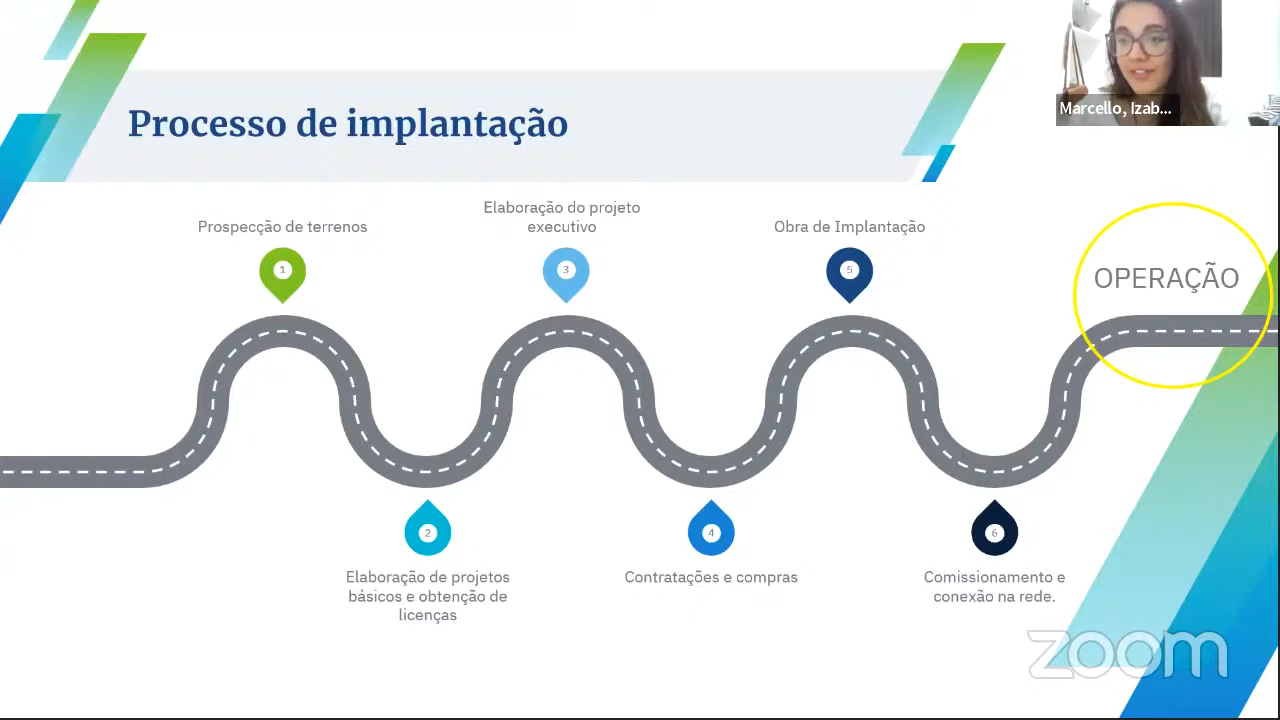 Processo de implantação
Marcello, Izab...
Prospecção de terrenos
1
Elaboração do projeto
executivo
3
Obra de Implantação
5
OPERAÇÃO
2
Elaboração de projetos
básicos e obtenção de
licenças
4
Contratações e compras
6
Comissionamento e
conexão na rede.
zoom